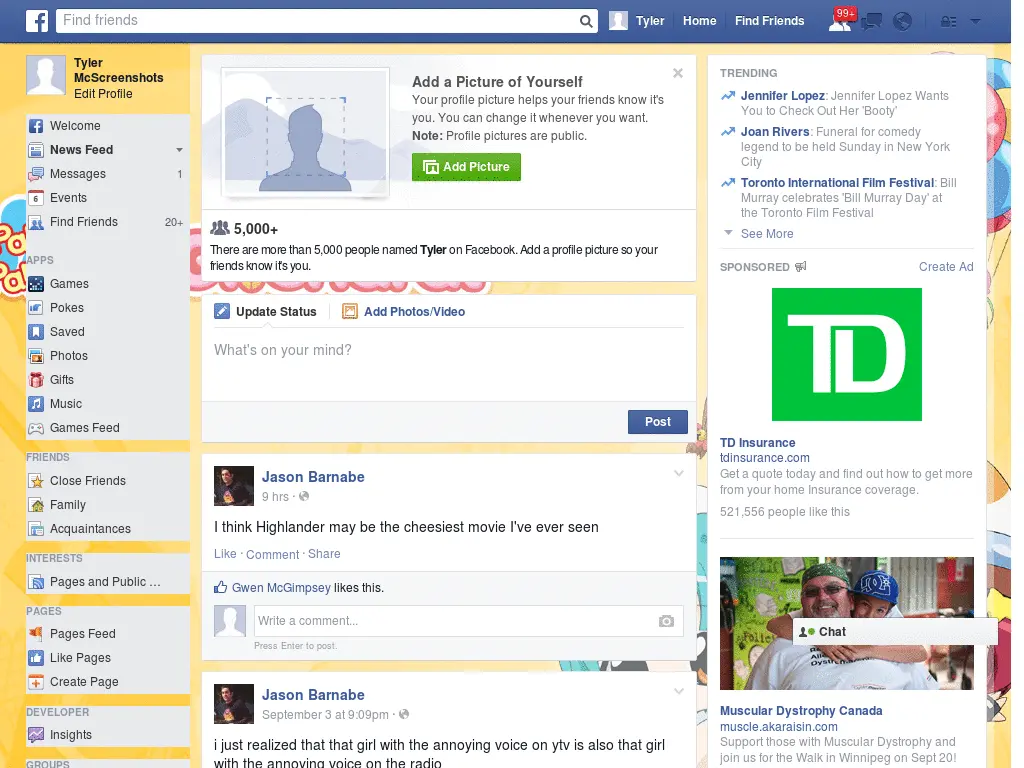 Find friends
Tyler
Home
Find Friends
99+
Tyler
McScreenshots
Edit Profile
Welcome
News Feed
Messages
1
6
Events
Find Friends
20+
APPS
Games
Pokes
Saved
Photos
Gifts
Music
Games Feed
FRIENDS
Close Friends
Family
Acquaintances
INTERESTS
Pages and Public ...
PAGES
Pages Feed
Like Pages
Create Page
DEVELOPER
Insights
GROUPS
Add a Picture of Yourself
Your profile picture helps your friends know it's
you. You can change it whenever you want.
Note: Profile pictures are public.
Add Picture
5,000+
There are more than 5,000 people named Tyler on Facebook. Add a profile picture so your
friends know it's you.
Update Status
Add Photos/Video
What's on your mind?
Post
Jason Barnabe
9 hrs ·
I think Highlander may be the cheesiest movie I've ever seen
Like · Comment · Share
Gwen McGimpsey likes this.
Write a comment...
Press Enter to post.
Jason Barnabe
September 3 at 9:09pm ·
i just realized that that girl with the annoying voice on ytv is also that girl
with the annoying voice on the radio
TRENDING
Jennifer Lopez: Jennifer Lopez Wants
You to Check Out Her 'Booty'
Joan Rivers: Funeral for comedy
legend to be held Sunday in New York
City
Toronto International Film Festival: Bill
Murray celebrates 'Bill Murray Day' at
the Toronto Film Festival
See More
SPONSORED
Create Ad
TD
TD Insurance
tdinsurance.com
Get a quote today and find out how to get more
from your home Insurance coverage.
521,556 people like this
Chat
Muscular Dystrophy Canada
muscle.akaraisin.com
Support those with Muscular Dystrophy and
join us for the Walk in Winnipeg on Sept 20!